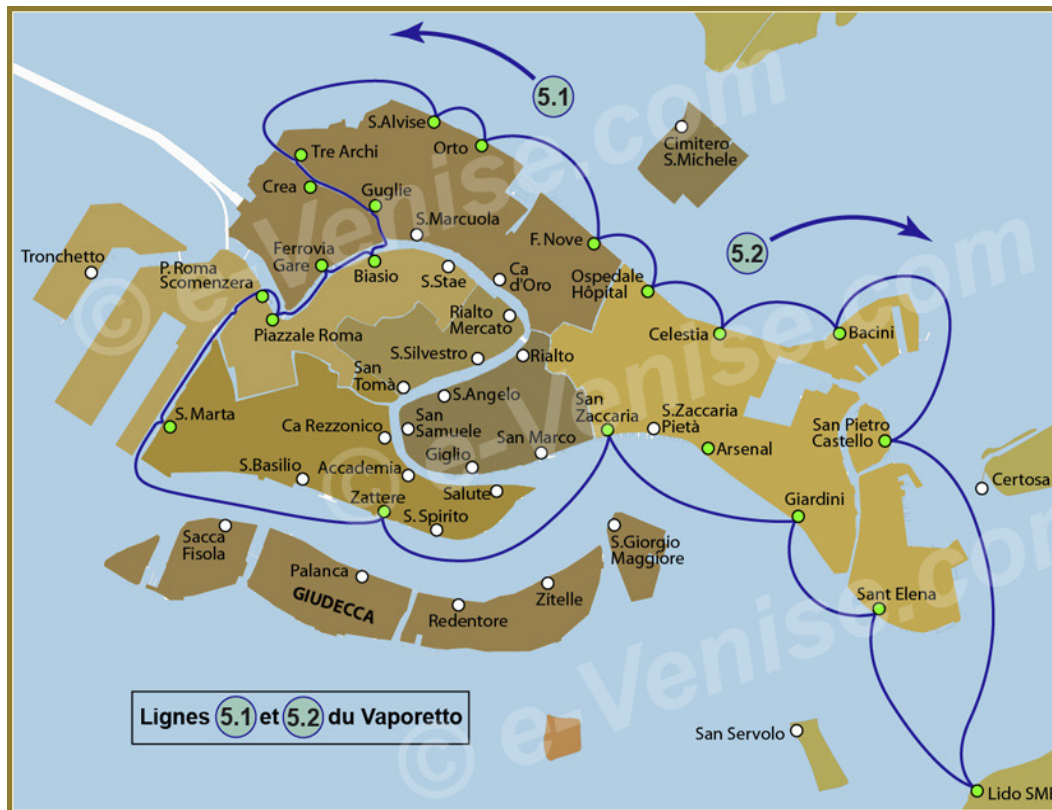 5.1
S.Alvise
Orto
Tre Archi
Crea
Guglie
S.Marcuola
Cimitero
S.Michele
F. Nove
5.2
Ferrovia
Gare
Biasio
S.Stae
Ca
d'Oro
Ospedale
Hôpital
Tronchetto
P. Roma
Scomenzera
Piazzale Roma
Rialto
Mercato
Celestia
Bacini
S.Silvestro
Rialto
San
Tomà
S.Angelo
S. Marta
Ca Rezzonico
San
Samuele
Giglio
San Marco
San
Zaccaria
S.Zaccaria
Pietà
Arsenal
San Pietro
Castello
Certosa
S.Basilio
Accademia
Zattere
Salute
S. Spirito
Giardini
Sacca
Fisola
S.Giorgio
Maggiore
Palanca
GIUDECCA
Redentore
Zitelle
Sant Elena
Lignes 5.1 et 5.2 du Vaporetto
San Servolo
Lido SME
© e-Venise.com
© e-Venise.com
© e-Venise.com